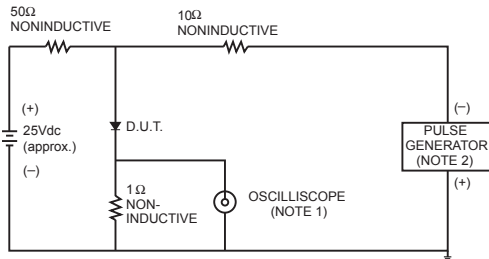 50Ω
NONINDUCTIVE
10Ω
NONINDUCTIVE
(+)
25Vdc
(approx.)
(−)
D.U.T.
1Ω
NON-
INDUCTIVE
OSCILLISCOPE
(NOTE 1)
(−)
PULSE
GENERATOR
(NOTE 2)
(+)